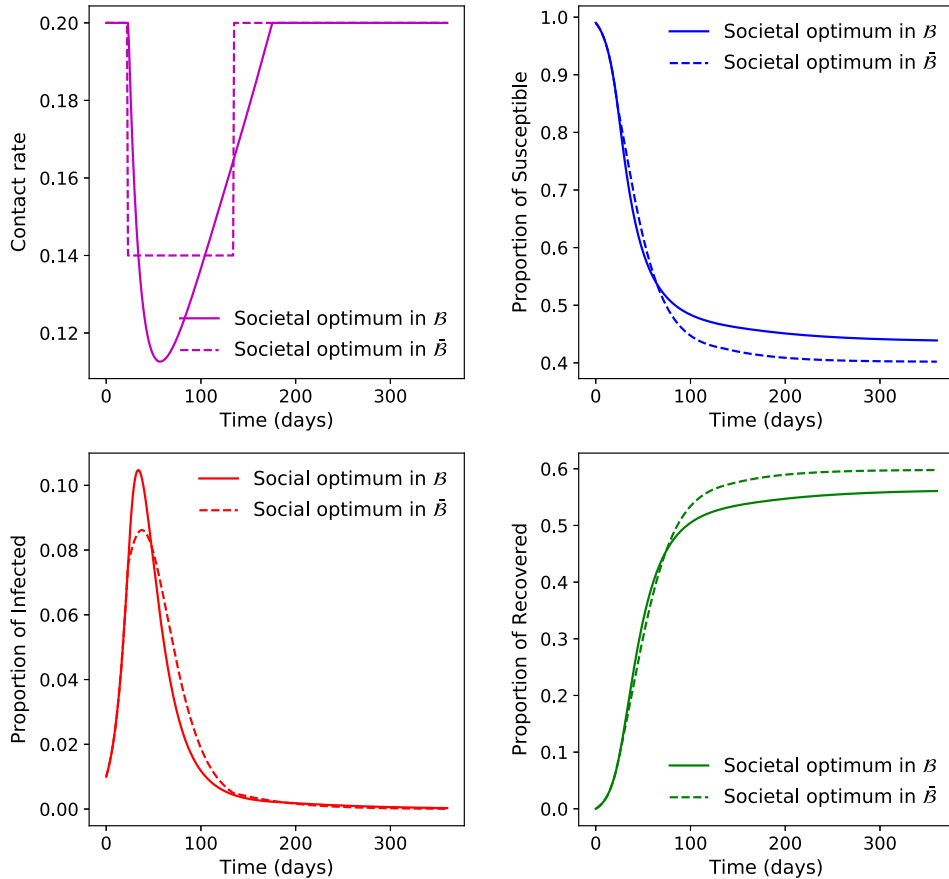 0.20
0.18
0.16
0.14
0.12
Contact rate
Societal optimum in ℬ
Societal optimum in ℬ̄
0 100 200 300
Time (days)
1.0
0.9
0.8
0.7
0.6
0.5
0.4
Proportion of Susceptible
Societal optimum in ℬ
Societal optimum in ℬ̄
0 100 200 300
Time (days)
0.10
0.08
0.06
0.04
0.02
0.00
Proportion of Infected
Social optimum in ℬ
Social optimum in ℬ̄
0 100 200 300
Time (days)
0.6
0.5
0.4
0.3
0.2
0.1
0.0
Proportion of Recovered
Societal optimum in ℬ
Societal optimum in ℬ̄
0 100 200 300
Time (days)